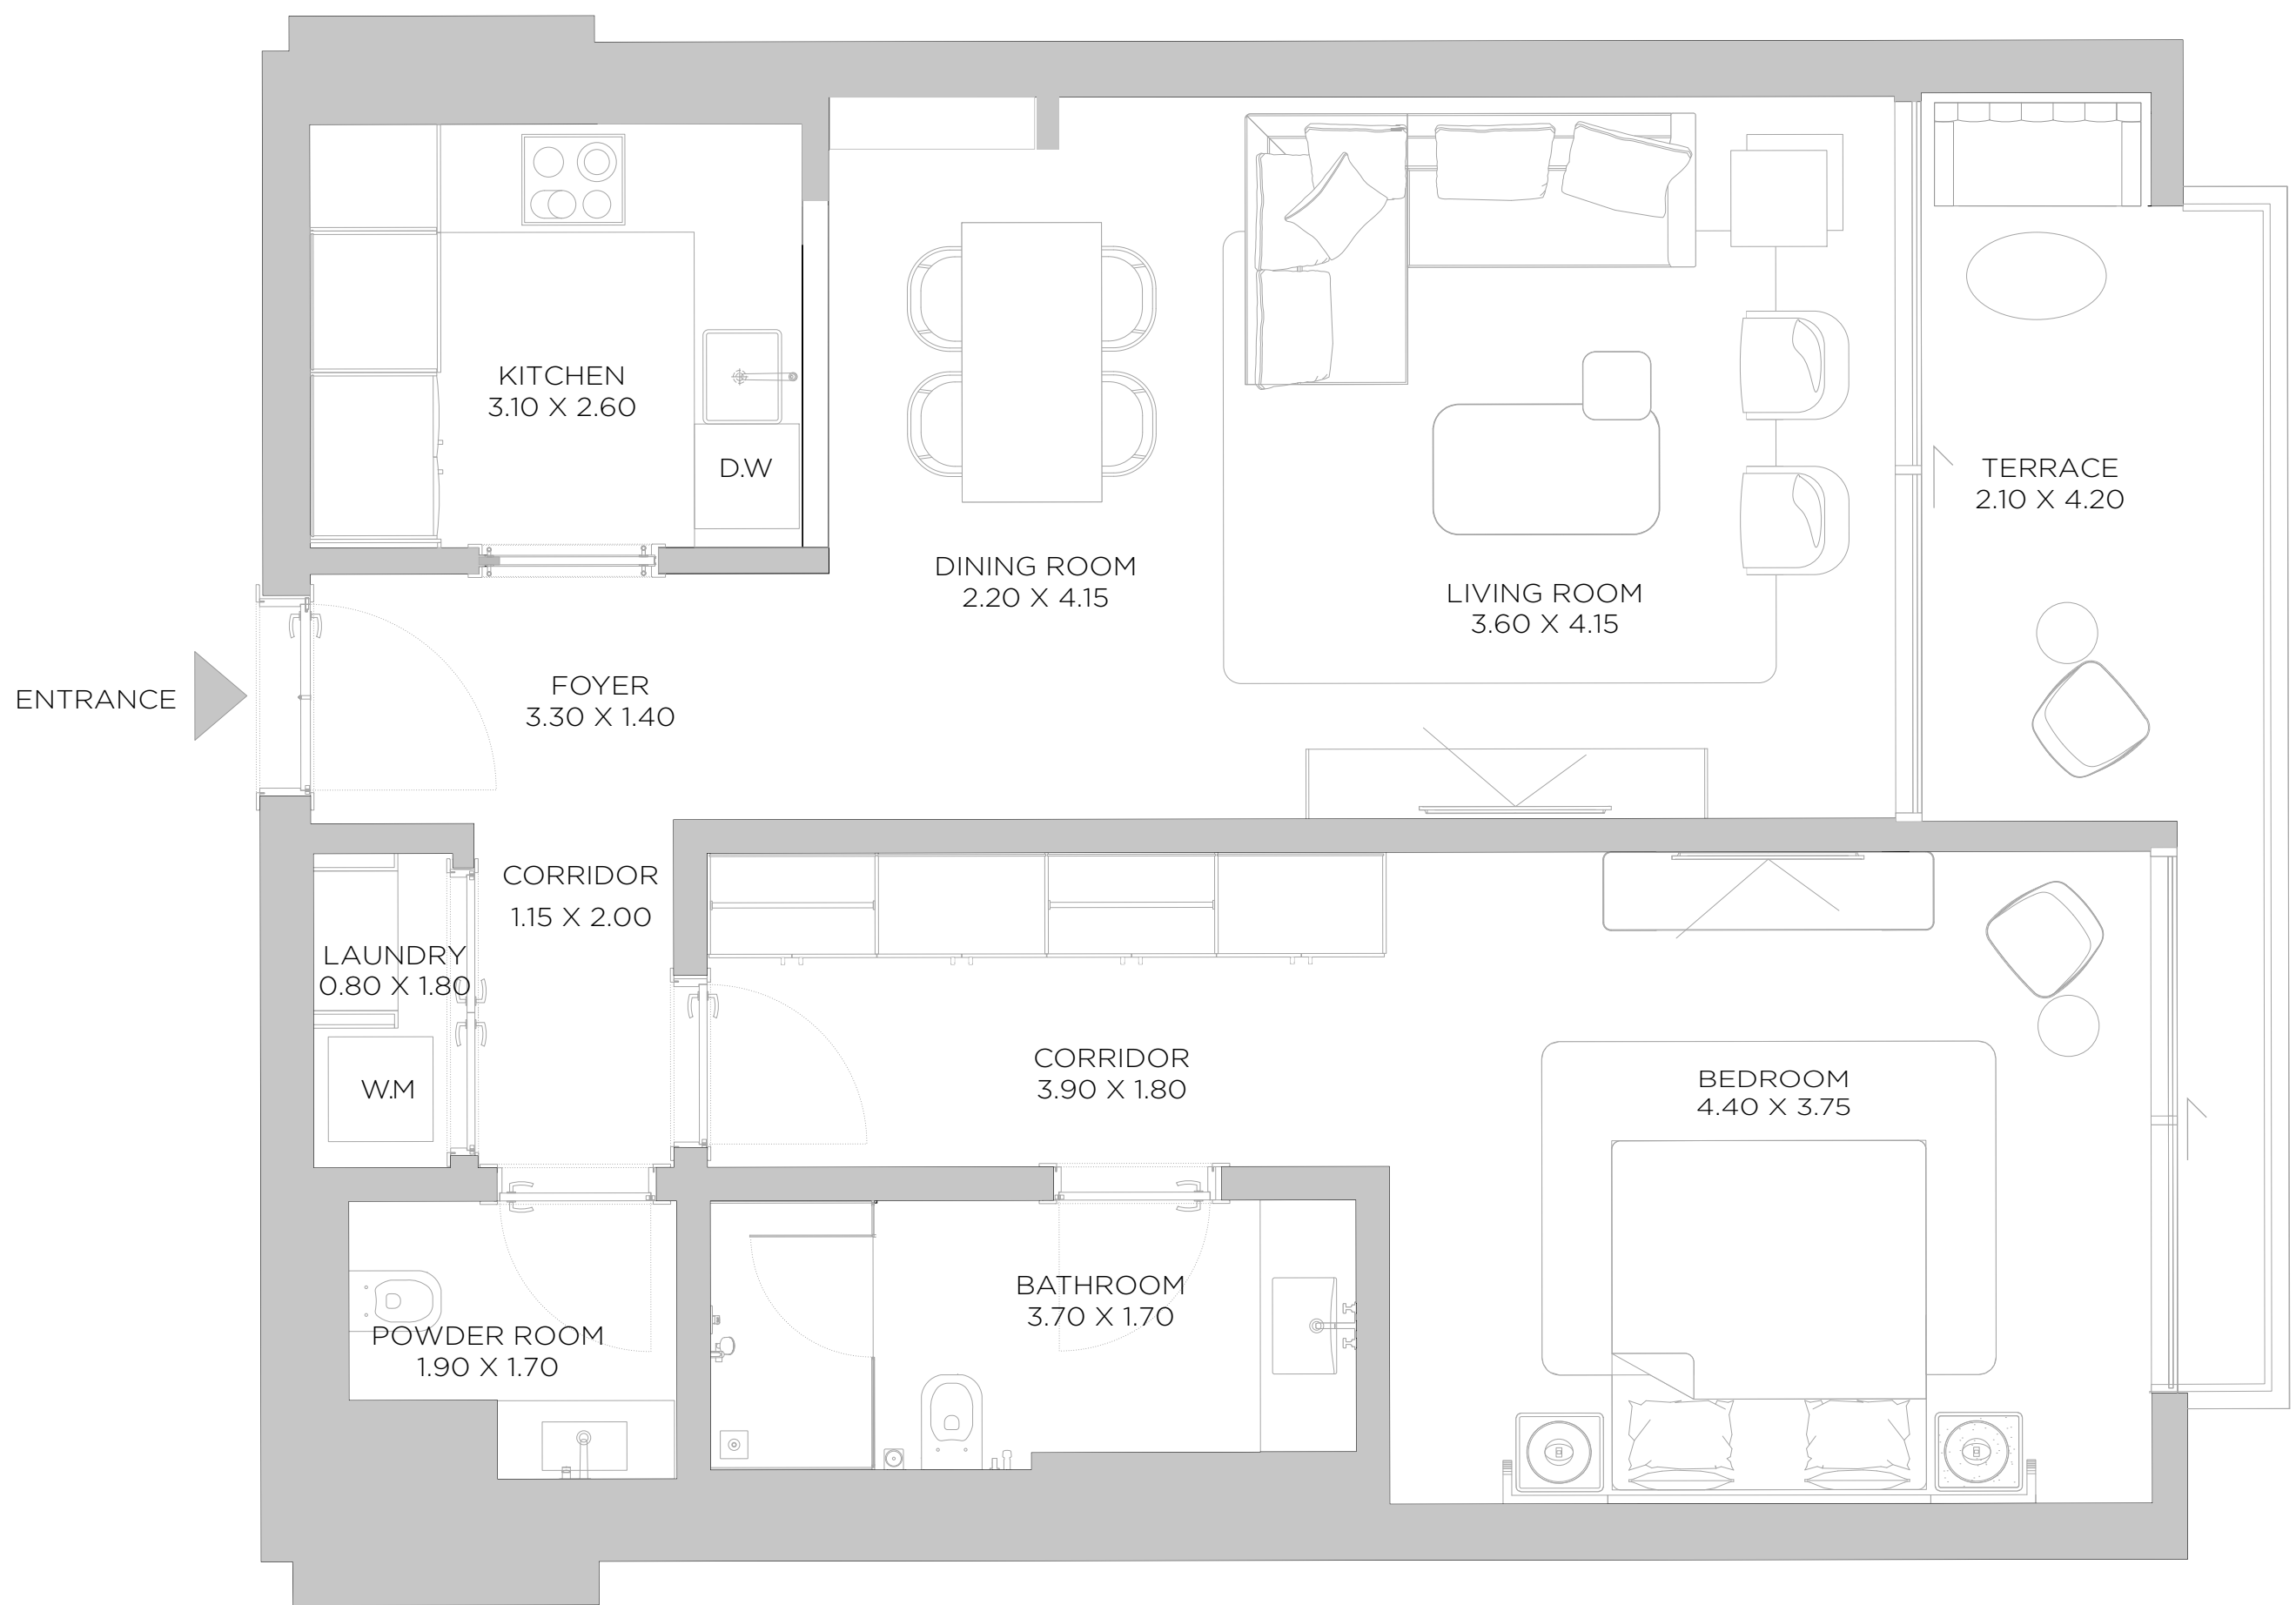 KITCHEN
3.10 X 2.60
D.W
TERRACE
2.10 X 4.20
DINING ROOM
2.20 X 4.15
LIVING ROOM
3.60 X 4.15
ENTRANCE
FOYER
3.30 X 1.40
CORRIDOR
1.15 X 2.00
LAUNDRY
0.80 X 1.80
W.M
CORRIDOR
3.90 X 1.80
BEDROOM
4.40 X 3.75
BATHROOM
3.70 X 1.70
POWDER ROOM
1.90 X 1.70